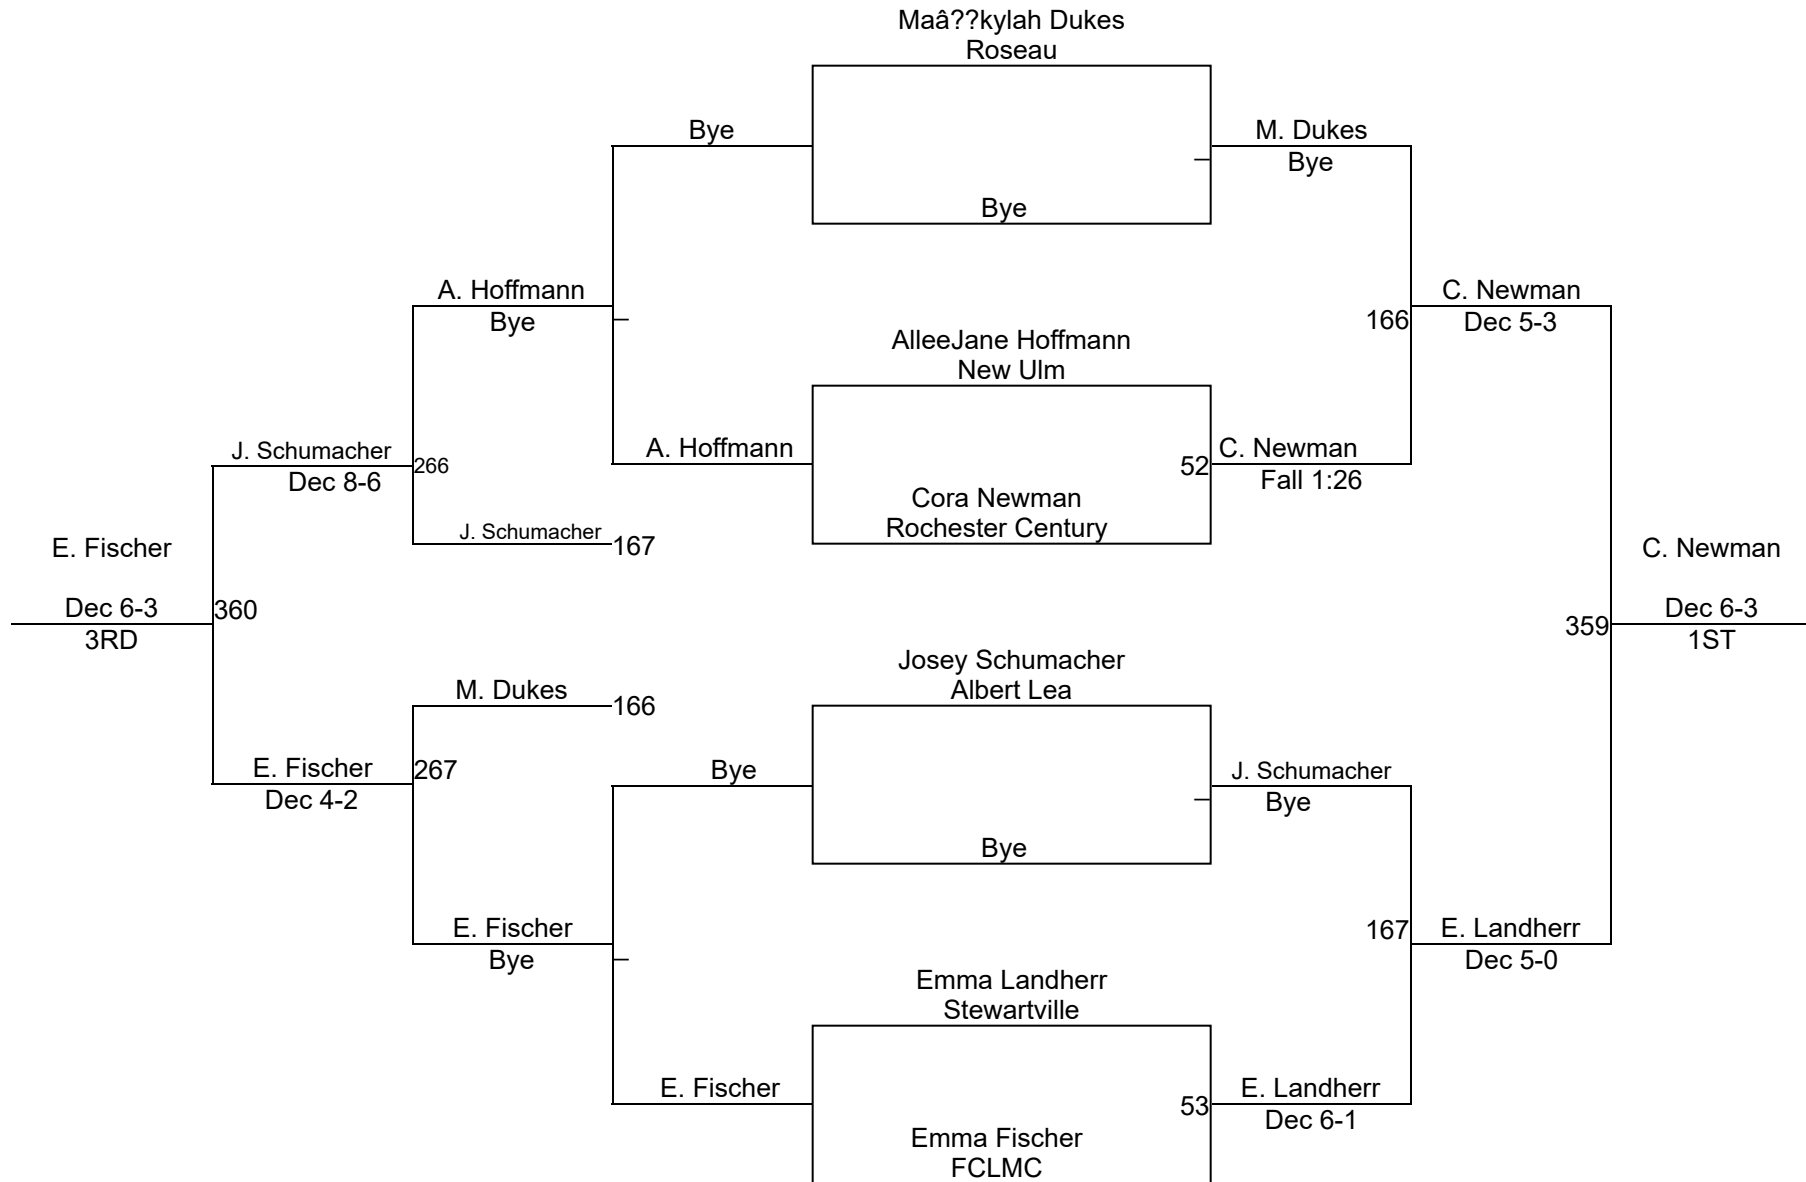 Maâ??kylah Dukes
Roseau
Bye
M. Dukes
Bye
Bye
A. Hoffmann
Bye
C. Newman
166
Dec 5-3
AlleeJane Hoffmann
New Ulm
J. Schumacher
266
Dec 8-6
A. Hoffmann
52
C. Newman
Fall 1:26
Cora Newman
Rochester Century
J. Schumacher
167
E. Fischer
C. Newman
Dec 6-3
360
3RD
359
Dec 6-3
1ST
Josey Schumacher
Albert Lea
M. Dukes
166
E. Fischer
267
Dec 4-2
Bye
J. Schumacher
Bye
Bye
E. Fischer
Bye
167
E. Landherr
Dec 5-0
Emma Landherr
Stewartville
E. Fischer
53
E. Landherr
Dec 6-1
Emma Fischer
FCLMC